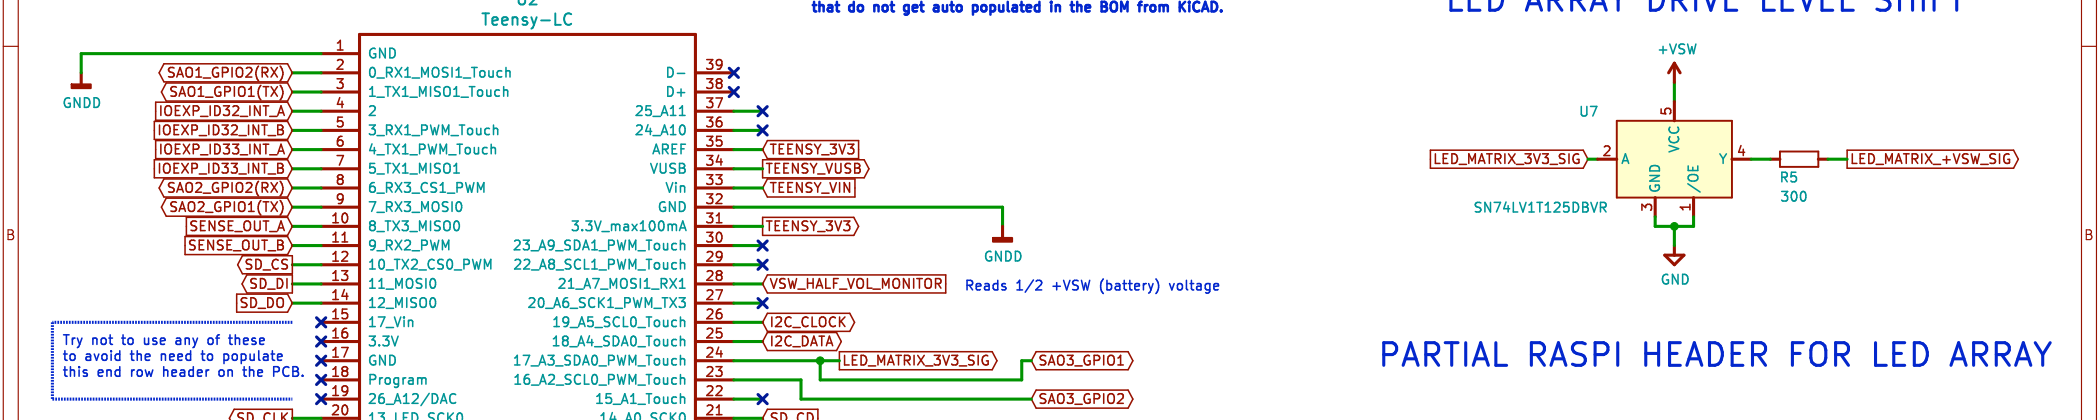 U2
Teensy-LC
that do not get auto populated in the BOM from KiCAD.
LED ARRAY DRIVE LEVEL SHIFT
B
1 GND
GNDD
SAO1_GPIO2(RX) 2 0_RX1_MOSI1_Touch
SAO1_GPIO1(TX) 3 1_TX1_MISO1_Touch
IOEXP_ID32_INT_A 4 2
IOEXP_ID32_INT_B 5 3_RX1_PWM_Touch
IOEXP_ID33_INT_A 6 4_TX1_PWM_Touch
IOEXP_ID33_INT_B 7 5_TX1_MISO1
SAO2_GPIO2(RX) 8 6_RX3_CS1_PWM
SAO2_GPIO1(TX) 9 7_RX3_MOSI0
SENSE_OUT_A 10 8_TX3_MISO0
SENSE_OUT_B 11 9_RX2_PWM
SD_CS 12 10_TX2_CS0_PWM
SD_DI 13 11_MOSI0
SD_DO 14 12_MISO0
15 17_Vin
16 3.3V
17 GND
18 Program
19 26_A12/DAC
SD_CLK 20 13_LED_SCK0
Try not to use any of these
to avoid the need to populate
this end row header on the PCB.
D- 39
D+ 38
25_A11 37
24_A10 36
AREF 35 TEENSY_3V3
VUSB 34 TEENSY_VUSB
Vin 33 TEENSY_VIN
GND 32
GNDD
3.3V_max100mA 31 TEENSY_3V3
23_A9_SDA1_PWM_Touch 30
22_A8_SCL1_PWM_Touch 29
21_A7_MOSI1_RX1 28 VSW_HALF_VOL_MONITOR Reads 1/2 +VSW (battery) voltage
20_A6_SCK1_PWM_TX3 27
19_A5_SCL0_Touch 26 I2C_CLOCK
18_A4_SDA0_Touch 25 I2C_DATA
17_A3_SDA0_PWM_Touch 24 LED_MATRIX_3V3_SIG SAO3_GPIO1
16_A2_SCL0_PWM_Touch 23
15_A1_Touch 22 SAO3_GPIO2
14_A0_SCK0 21 SD_CD
+VSW
U7
5
VCC
LED_MATRIX_3V3_SIG 2 A Y 4 LED_MATRIX_+VSW_SIG
R5
300
GND /OE
SN74LV1T125DBVR 3 1
GND
B
PARTIAL RASPI HEADER FOR LED ARRAY